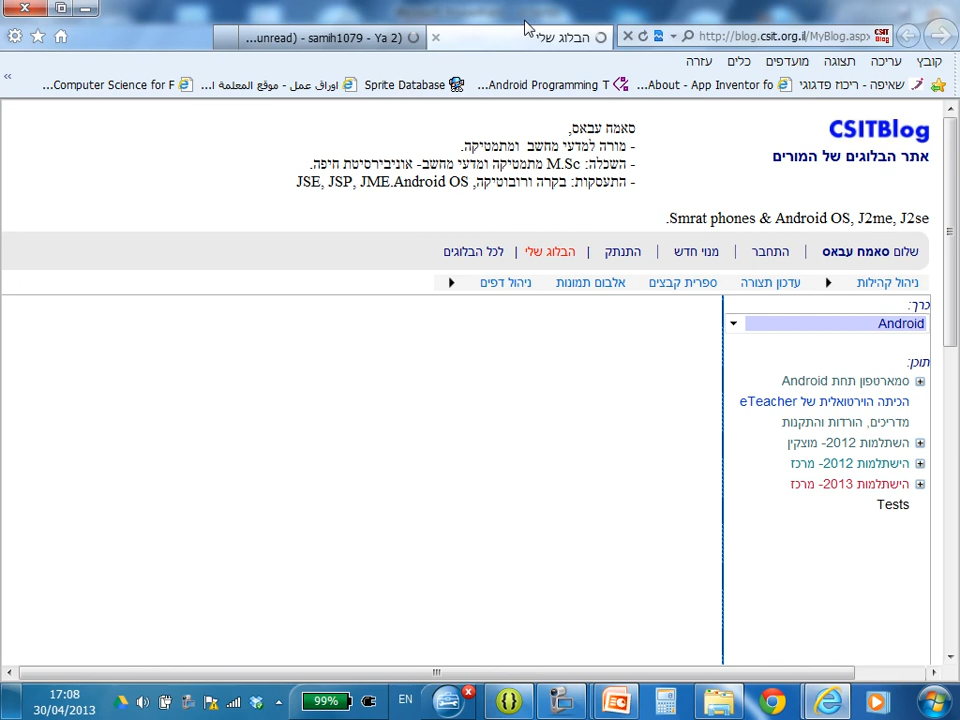 (2 unread) - samih1079 - Ya...
הבלוג שלי
http://blog.csit.org.il/MyBlog.aspx
קובץ עריכה תצוגה מועדפים כלים עזרה
שאיפה - ריכוז פדגוגי
About - App Inventor fo...
Android Programming T...
Sprite Database
اوراق عمل - موقع المعلمة ا...
Computer Science for F...
CSITBlog
אתר הבלוגים של המורים
סאמח עבאס,
- מורה למדעי מחשב ומתמטיקה.
- השכלה: M.Sc מתמטיקה ומדעי מחשב- אוניבירסיטת חיפה.
- התעסקות: בקרה ורובוטיקה, JSE, JSP, JME.Android OS
Smrat phones & Android OS, J2me, J2se.
שלום סאמח עבאס | התחבר | מנוי חדש | התנתק | הבלוג שלי | לכל הבלוגים
ניהול קהילות עדכון תצורה ספרית קבצים אלבום תמונות ניהול דפים
כרך:
Android
תוכן:
סמארטפון תחת Android
הכיתה הוירטואלית של eTeacher
מדריכים, הורדות והתקנות
השתלמות 2012- מוצקין
הישתלמות 2012- מרכז
הישתלמות 2013- מרכז
Tests
17:08
30/04/2013
99%
EN